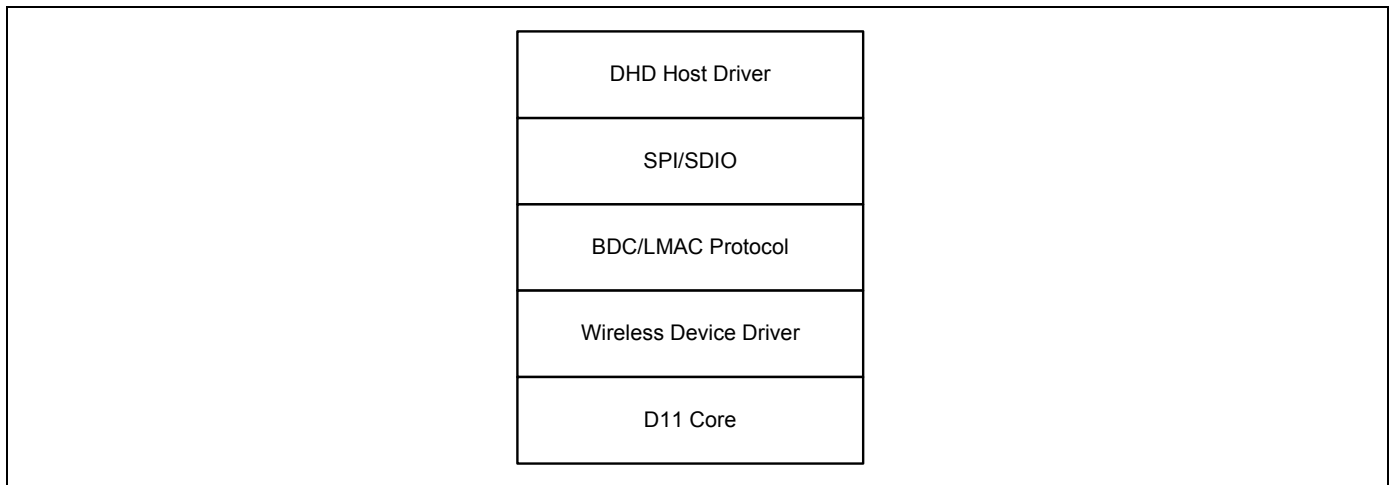 DHD Host Driver
SPI/SDIO
BDC/LMAC Protocol
Wireless Device Driver
D11 Core